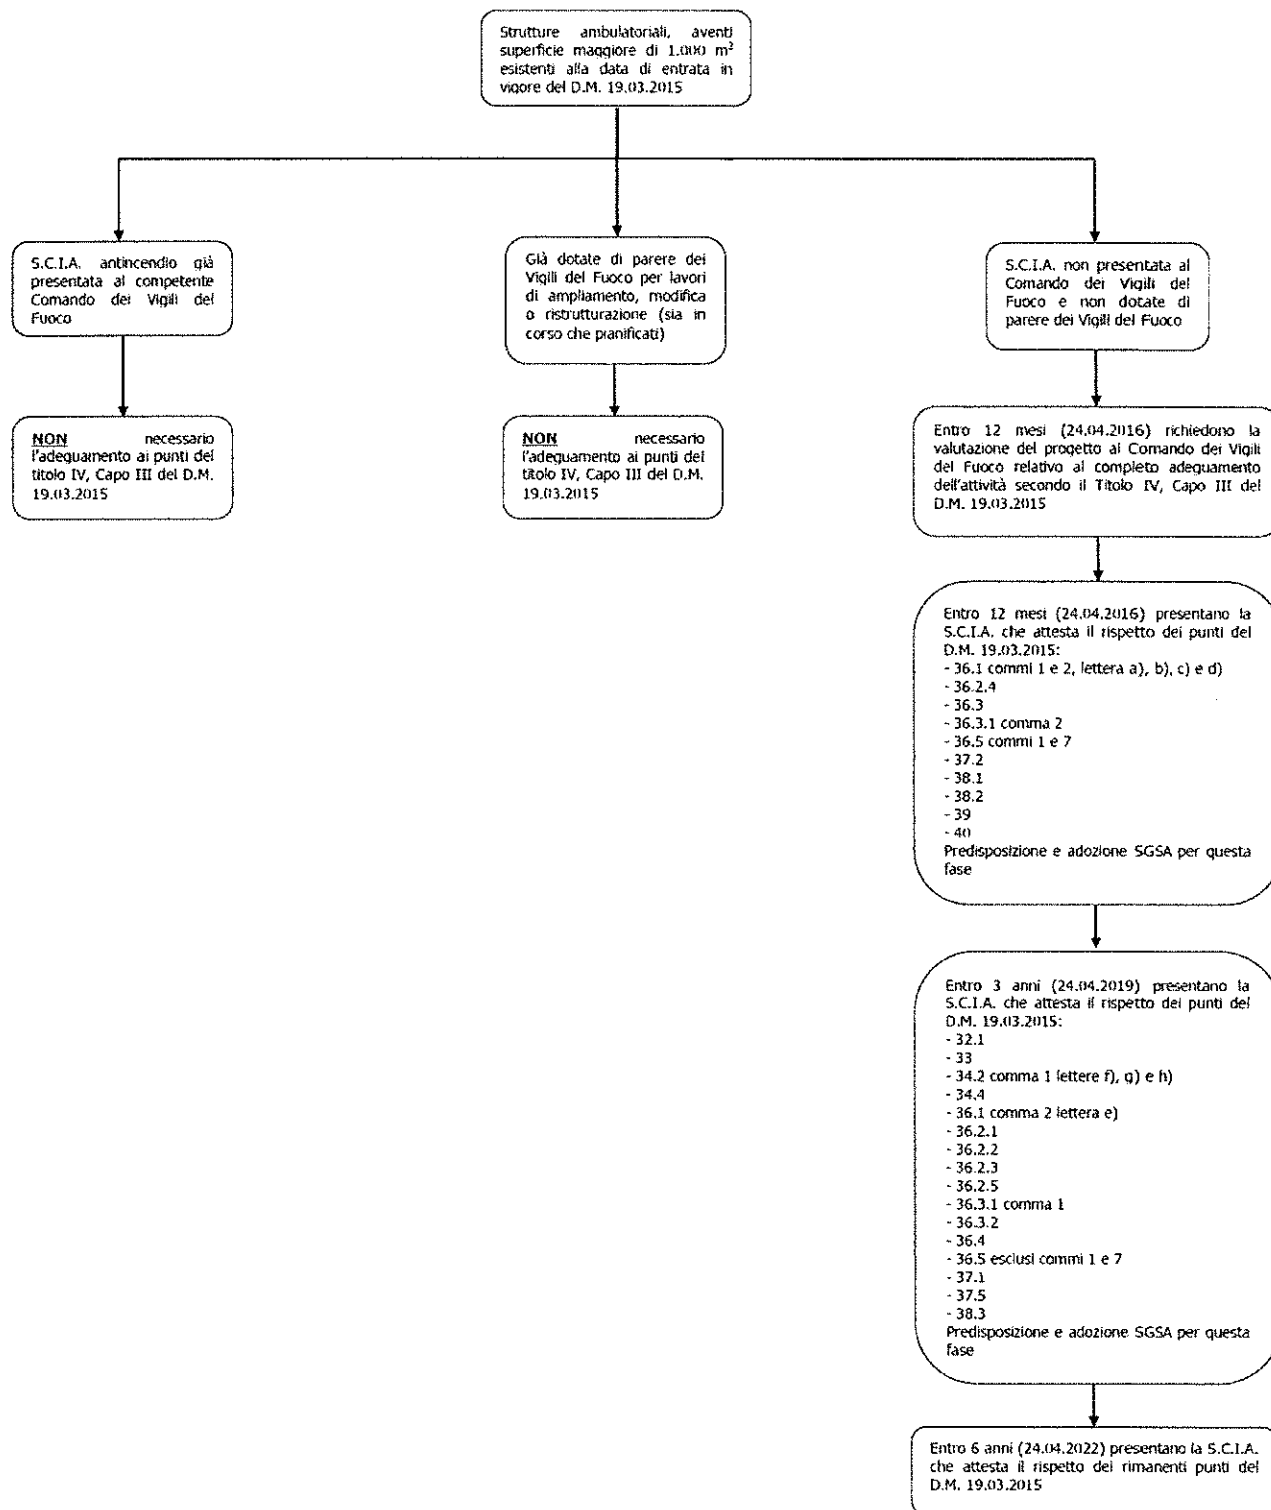 Strutture ambulatoriali, aventi
superficie maggiore di 1.000 m²
esistenti alla data di entrata in
vigore del D.M. 19.03.2015
S.C.I.A. antincendio già
presentata al competente
Comando dei Vigili del
Fuoco
NON necessario
l'adeguamento ai punti del
titolo IV, Capo III del D.M.
19.03.2015
Già dotate di parere dei
Vigili del Fuoco per lavori
di ampliamento, modifica
o ristrutturazione (sia in
corso che pianificati)
NON necessario
l'adeguamento ai punti del
titolo IV, Capo III del D.M.
19.03.2015
S.C.I.A. non presentata al
Comando dei Vigili del
Fuoco e non dotate di
parere dei Vigili del Fuoco
Entro 12 mesi (24.04.2016) richiedono la
valutazione del progetto al Comando dei Vigili
del Fuoco relativo al completo adeguamento
dell'attività secondo il Titolo IV, Capo III del
D.M. 19.03.2015
Entro 12 mesi (24.04.2016) presentano la
S.C.I.A. che attesta il rispetto dei punti del
D.M. 19.03.2015:
- 36.1 commi 1 e 2, lettera a), b), c) e d)
- 36.2.4
- 36.3
- 36.3.1 comma 2
- 36.5 commi 1 e 7
- 37.2
- 38.1
- 38.2
- 39
- 40
Predisposizione e adozione SGSA per questa
fase
Entro 3 anni (24.04.2019) presentano la
S.C.I.A. che attesta il rispetto dei punti del
D.M. 19.03.2015:
- 32.1
- 33
- 34.2 comma 1 lettere f), g) e h)
- 34.4
- 36.1 comma 2 lettera e)
- 36.2.1
- 36.2.2
- 36.2.3
- 36.2.5
- 36.3.1 comma 1
- 36.3.2
- 36.4
- 36.5 esclusi commi 1 e 7
- 37.1
- 37.5
- 38.3
Predisposizione e adozione SGSA per questa
fase
Entro 6 anni (24.04.2022) presentano la S.C.I.A.
che attesta il rispetto dei rimanenti punti del
D.M. 19.03.2015